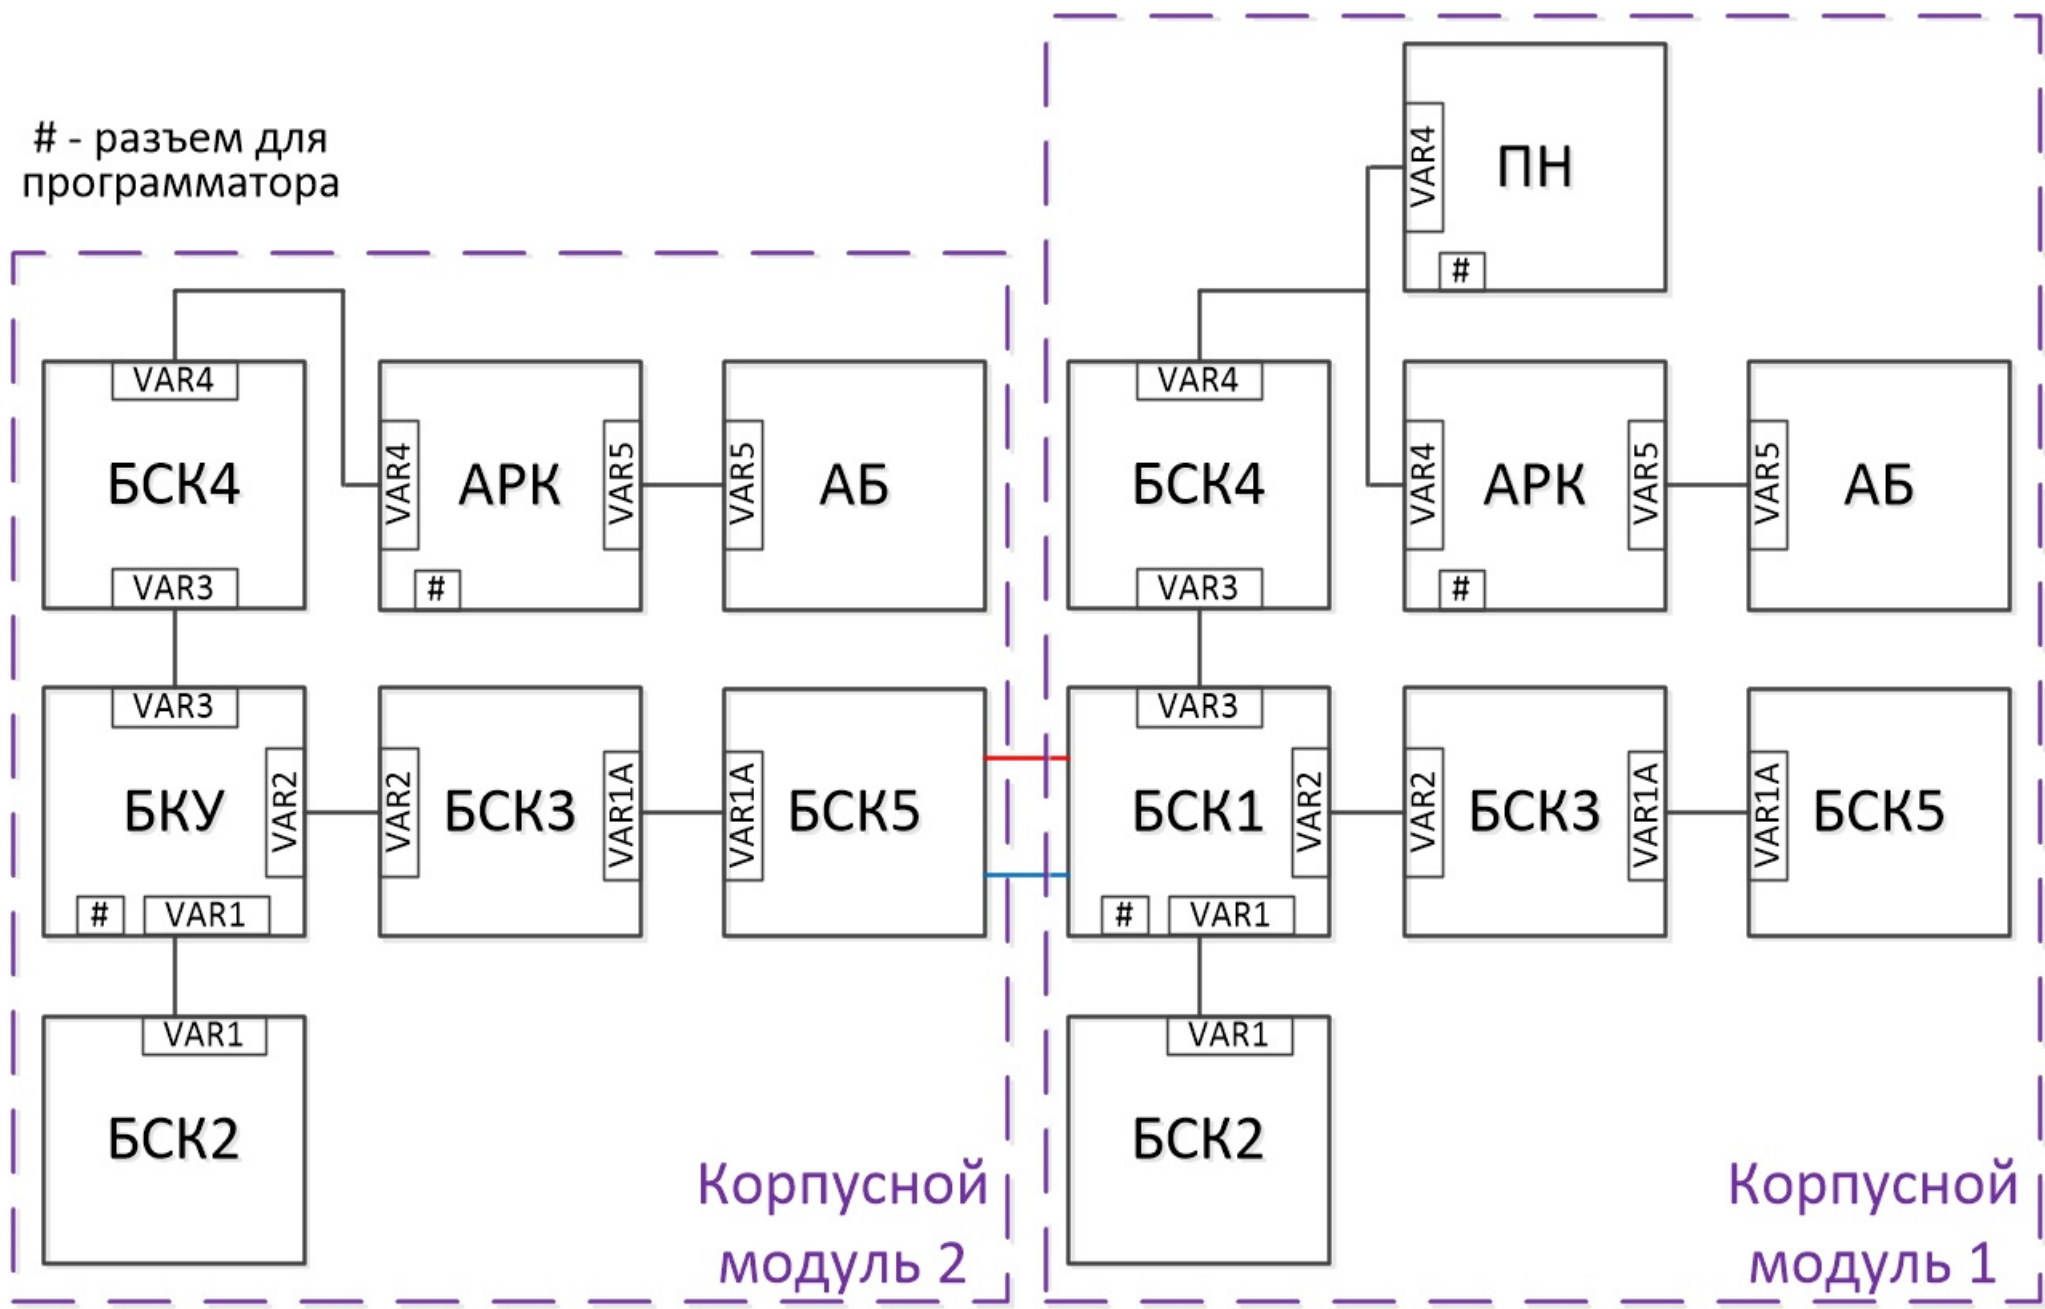 # - разъем для
программатора
VAR4
БСК4
VAR3
VAR4
АРК
VAR5
#
VAR5
АБ
VAR3
БКУ
VAR2
#
VAR1
VAR2
БСК3
VAR1A
VAR1A
БСК5
VAR1
БСК2
Корпусной
модуль 2
VAR4
ПН
#
VAR4
БСК4
VAR3
VAR4
АРК
VAR5
#
VAR5
АБ
VAR3
БСК1
VAR2
#
VAR1
VAR2
БСК3
VAR1A
VAR1A
БСК5
VAR1
БСК2
Корпусной
модуль 1